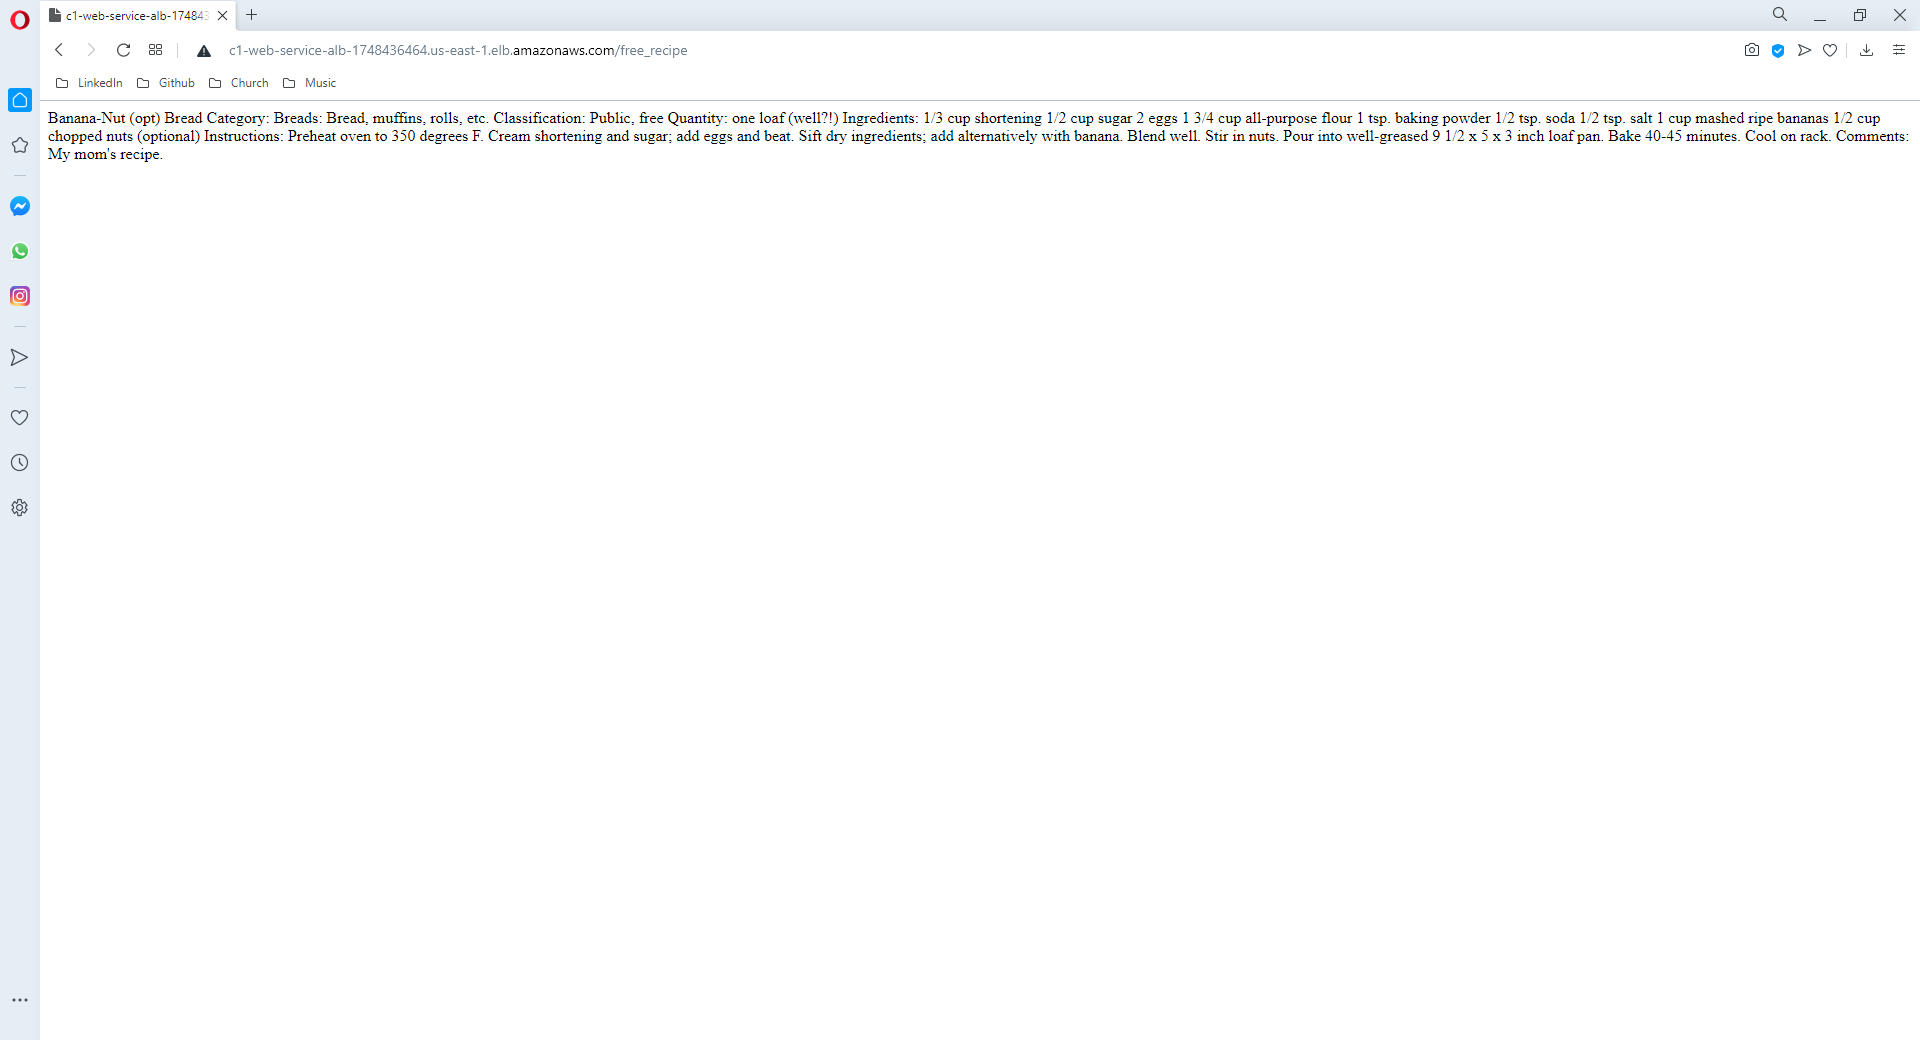 c1-web-service-alb-174843
c1-web-service-alb-1748436464.us-east-1.elb.amazonaws.com/free_recipe
LinkedIn Github Church Music
Banana-Nut (opt) Bread Category: Breads: Bread, muffins, rolls, etc. Classification: Public, free Quantity: one loaf (well?!) Ingredients: 1/3 cup shortening 1/2 cup sugar 2 eggs 1 3/4 cup all-purpose flour 1 tsp. baking powder 1/2 tsp. soda 1/2 tsp. salt 1 cup mashed ripe bananas 1/2 cup
chopped nuts (optional) Instructions: Preheat oven to 350 degrees F. Cream shortening and sugar; add eggs and beat. Sift dry ingredients; add alternatively with banana. Blend well. Stir in nuts. Pour into well-greased 9 1/2 x 5 x 3 inch loaf pan. Bake 40-45 minutes. Cool on rack. Comments:
My mom's recipe.